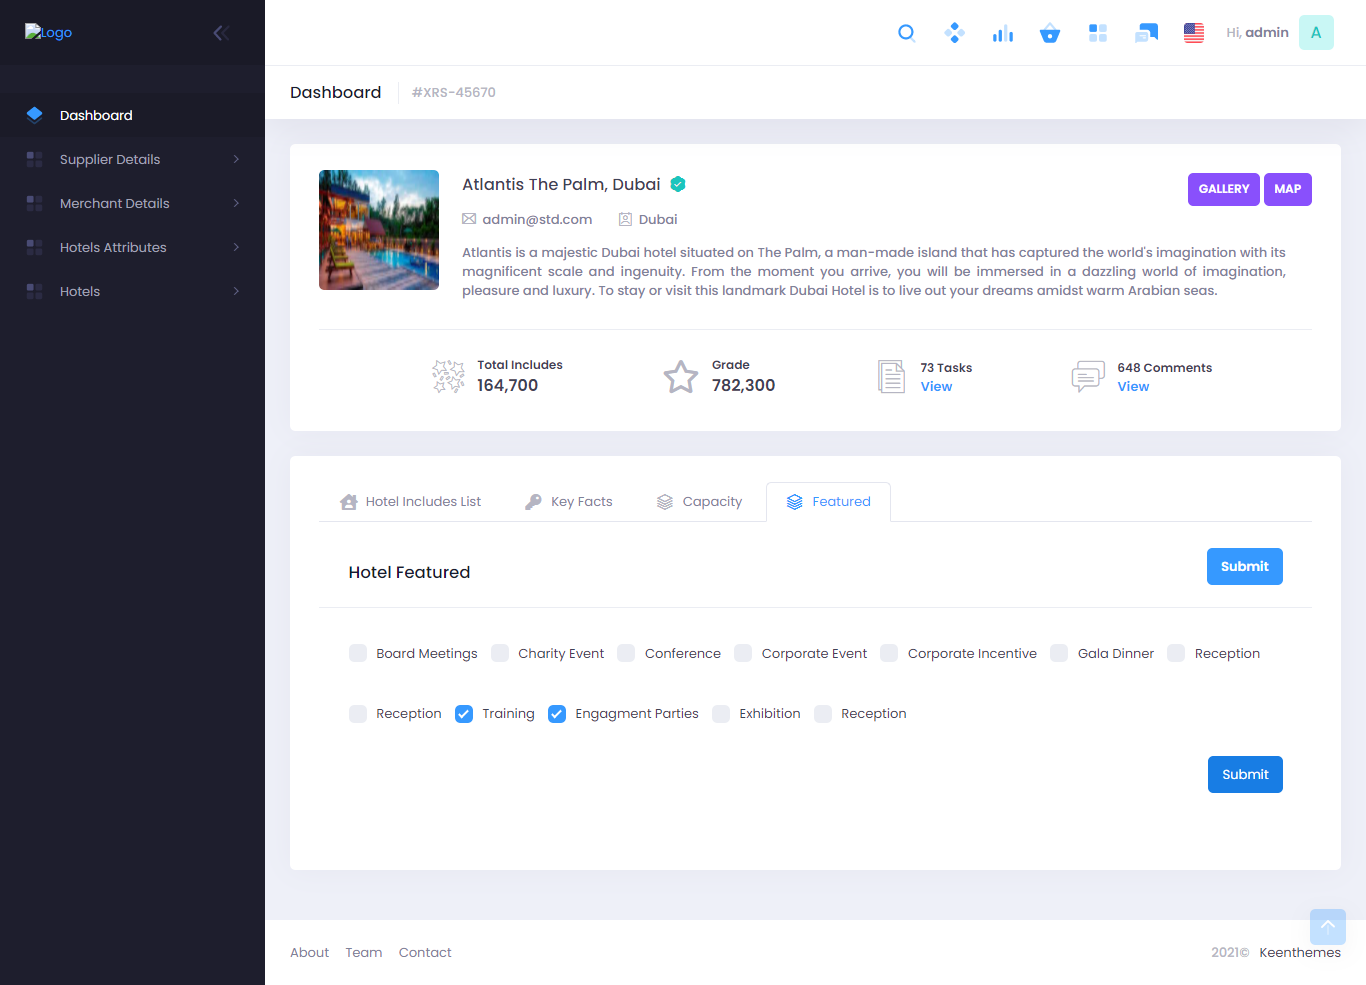 Logo
Hi, admin
A
Dashboard
#XRS-45670
Dashboard
Supplier Details
Merchant Details
Hotels Attributes
Hotels
Atlantis The Palm, Dubai
GALLERY
MAP
admin@std.com
Dubai
Atlantis is a majestic Dubai hotel situated on The Palm, a man-made island that has captured the world's imagination with its
magnificent scale and ingenuity. From the moment you arrive, you will be immersed in a dazzling world of imagination,
pleasure and luxury. To stay or visit this landmark Dubai Hotel is to live out your dreams amidst warm Arabian seas.
Total Includes
164,700
Grade
782,300
73 Tasks
View
648 Comments
View
Hotel Includes List
Key Facts
Capacity
Featured
Hotel Featured
Submit
Board Meetings
Charity Event
Conference
Corporate Event
Corporate Incentive
Gala Dinner
Reception
Reception
Training
Engagment Parties
Exhibition
Reception
Submit
About
Team
Contact
2021© Keenthemes